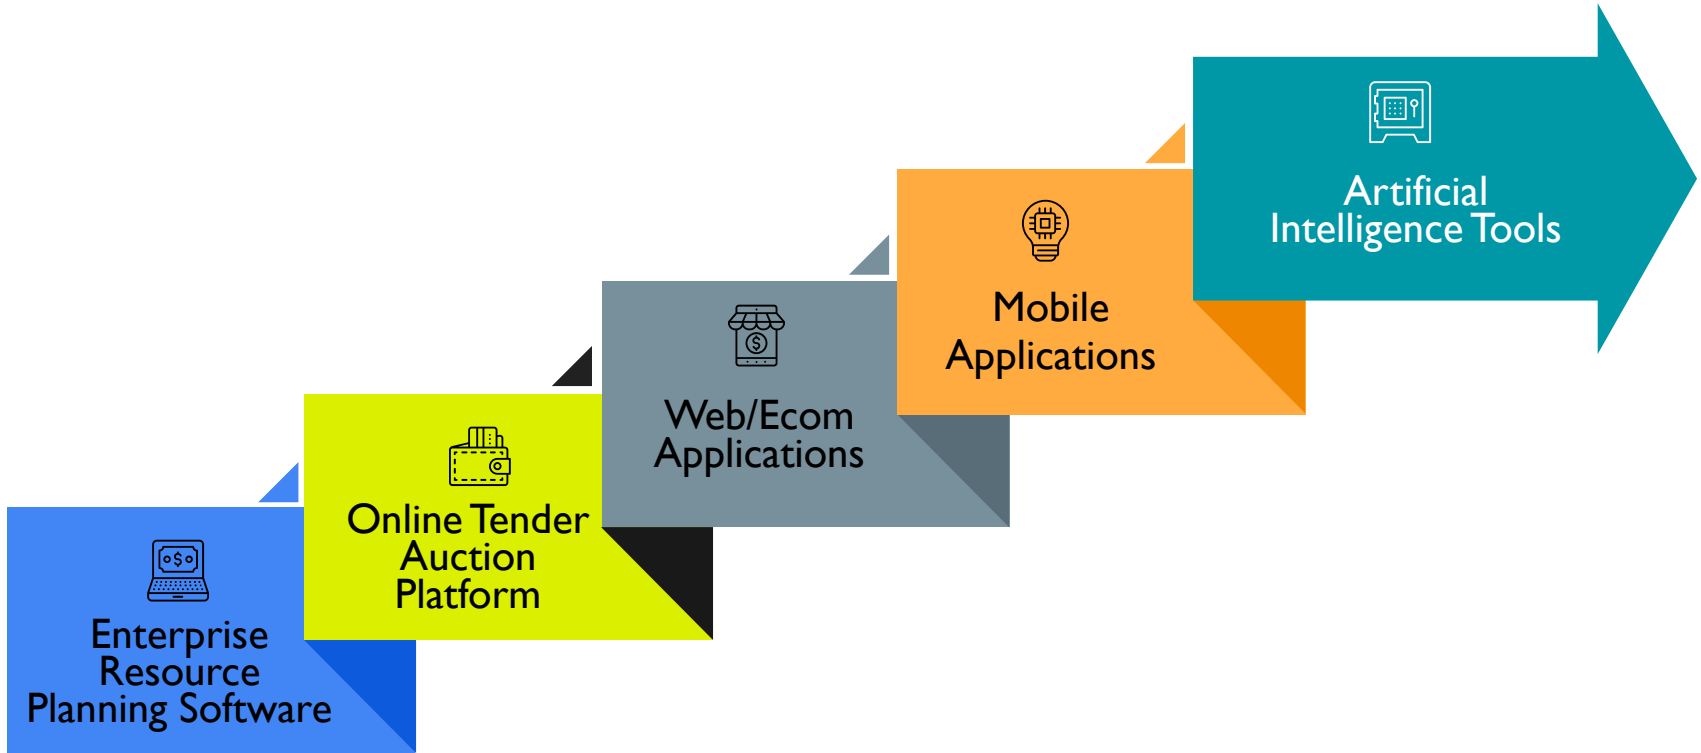 Artificial
Intelligence Tools
Mobile
Applications
Web/Ecom
Applications
Online Tender
Auction
Platform
Enterprise
Resource
Planning Software